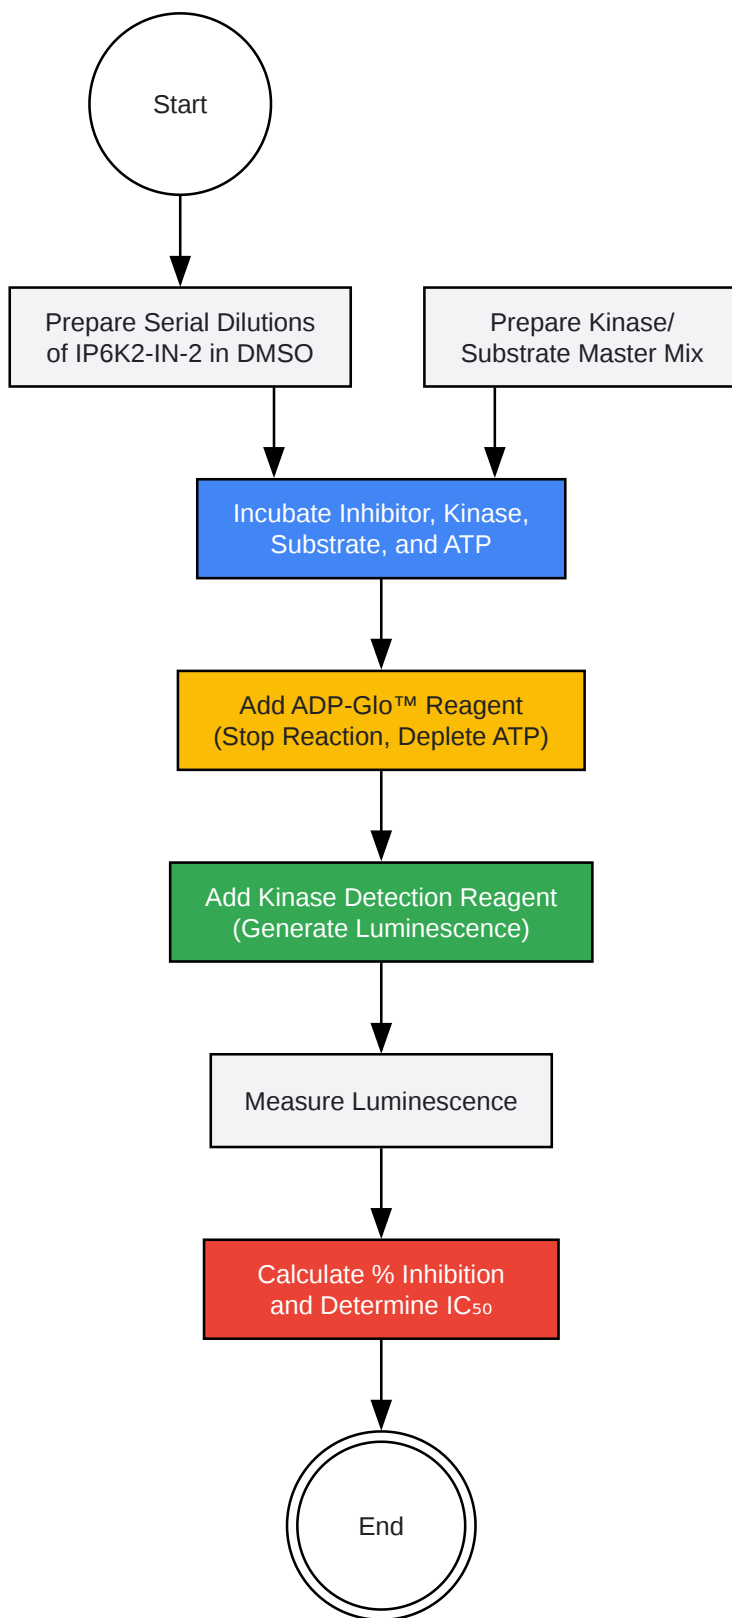 Start
Prepare Serial Dilutions
of IP6K2-IN-2 in DMSO
Prepare Kinase/
Substrate Master Mix
Incubate Inhibitor, Kinase,
Substrate, and ATP
Add ADP-Glo™ Reagent
(Stop Reaction, Deplete ATP)
Add Kinase Detection Reagent
(Generate Luminescence)
Measure Luminescence
Calculate % Inhibition
and Determine IC₅₀
End